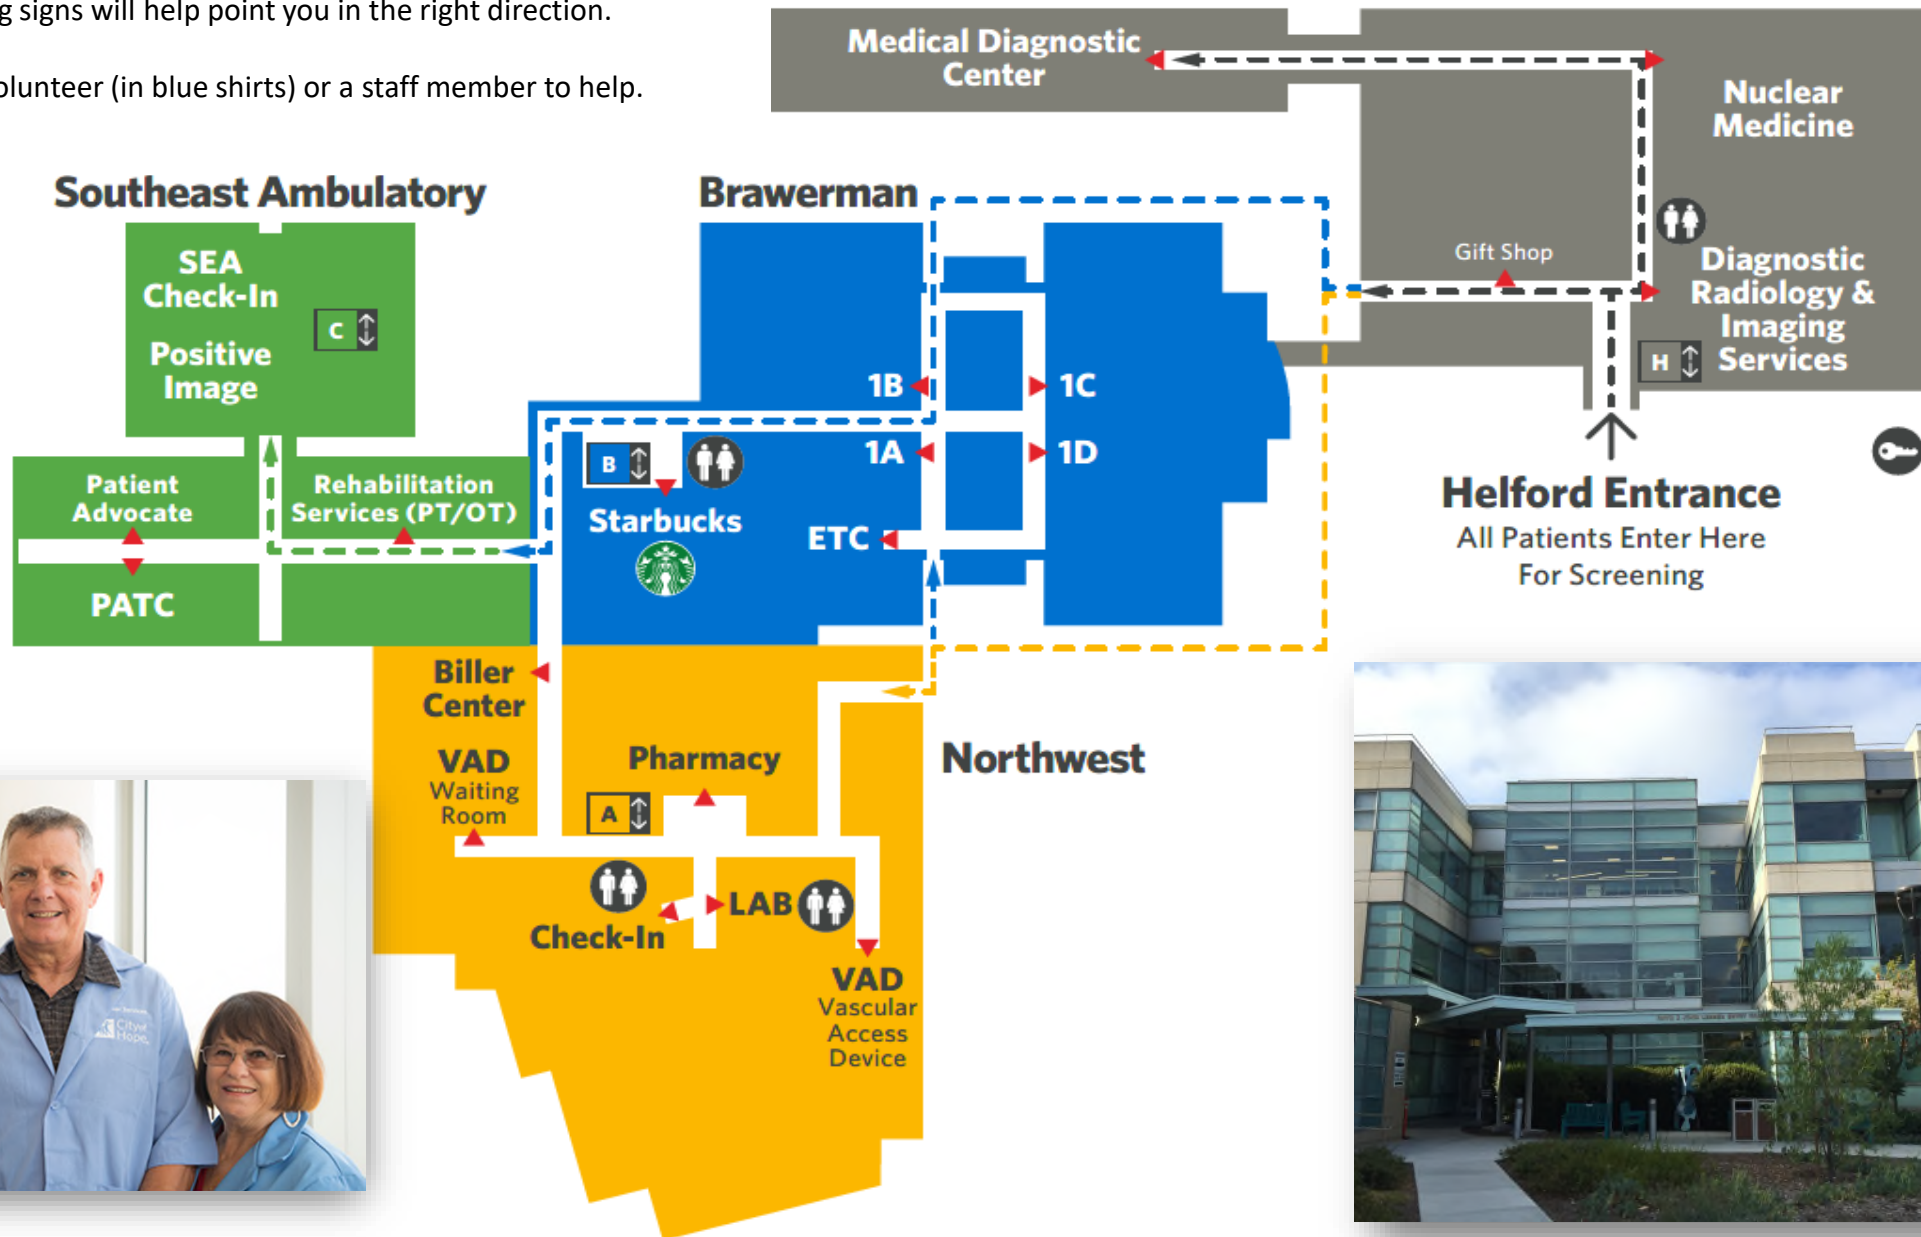 g signs will help point you in the right direction.
olunteer (in blue shirts) or a staff member to help.
Medical Diagnostic
Center
Nuclear
Medicine
Gift Shop
Diagnostic
Radiology &
Imaging
Services
H
Helford Entrance
All Patients Enter Here
For Screening
Southeast Ambulatory
SEA
Check-In
Positive
Image
C
Patient
Advocate
Rehabilitation
Services (PT/OT)
PATC
Brawerman
1B
1C
1A
1D
B
Starbucks
ETC
Biller
Center
VAD
Waiting
Room
Pharmacy
A
Northwest
Check-In
LAB
VAD
Vascular
Access
Device
City of
Hope